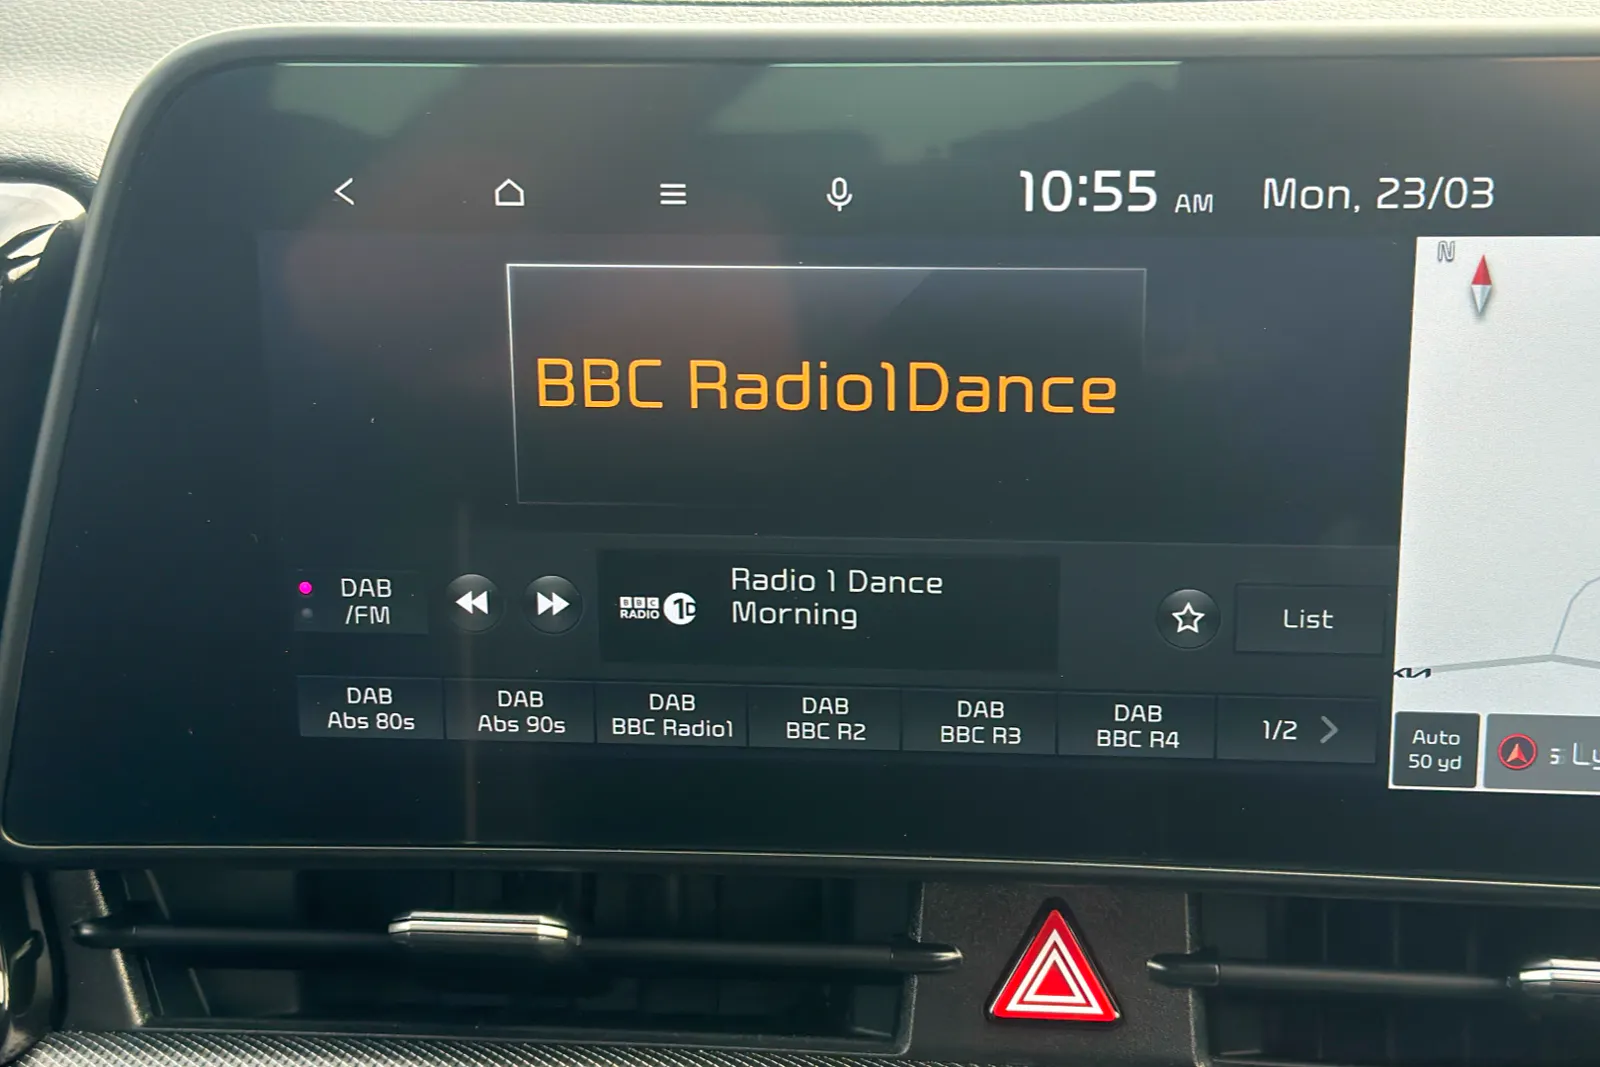 10:55 AM Mon, 23/03
N
BBC Radio1Dance
DAB
/FM
BBC
RADIO 1D
Radio 1 Dance
Morning
List
DAB
Abs 80s
DAB
Abs 90s
DAB
BBC Radio1
DAB
BBC R2
DAB
BBC R3
DAB
BBC R4
1/2
KN
Auto
50 yd